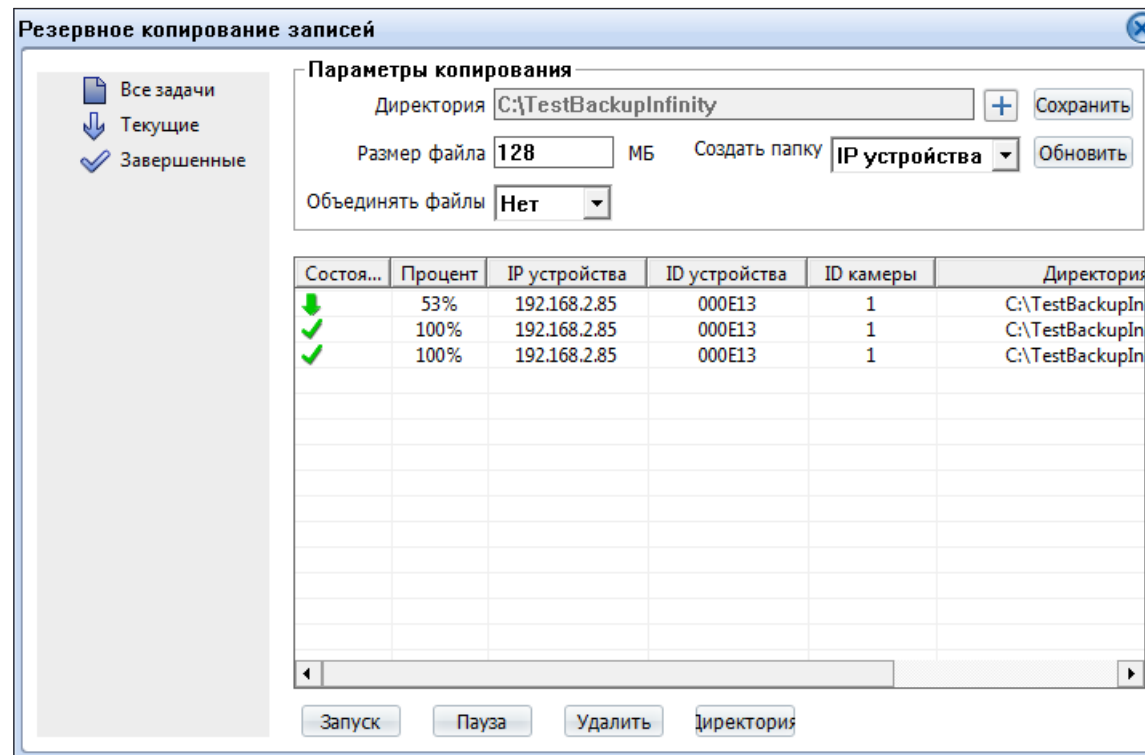 Резервное копирование записей
Все задачи
Текущие
Завершенные
Параметры копирования
Директория C:\TestBackupInfinity Сохранить
Размер файла 128 МБ Создать папку IP устройства Обновить
Объединять файлы Нет
Состоя... Процент IP устройства ID устройства ID камеры Директория
53% 192.168.2.85 000E13 1 C:\TestBackupIn
100% 192.168.2.85 000E13 1 C:\TestBackupIn
100% 192.168.2.85 000E13 1 C:\TestBackupIn
Запуск Пауза Удалить Директория